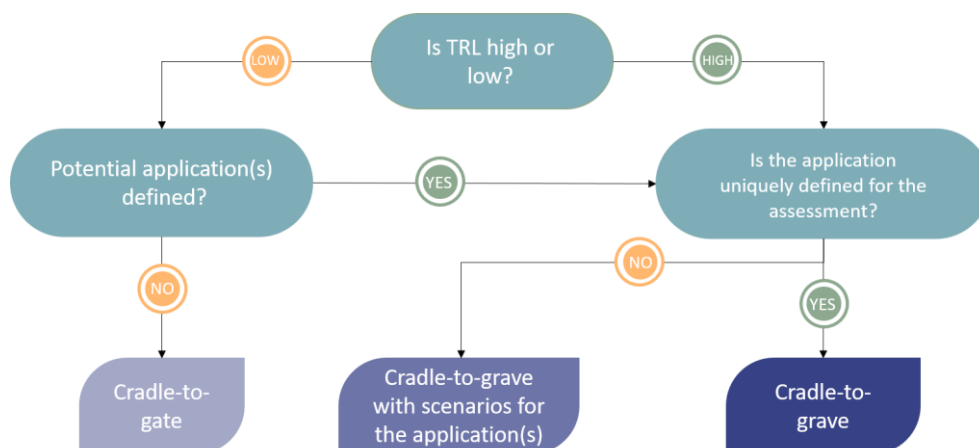 Is TRL high or
low?
LOW
HIGH
Potential application(s)
defined?
YES
Is the application
uniquely defined for the
assessment?
NO
NO
YES
Cradle-to-
gate
Cradle-to-grave
with scenarios for
the application(s)
Cradle-to-
grave